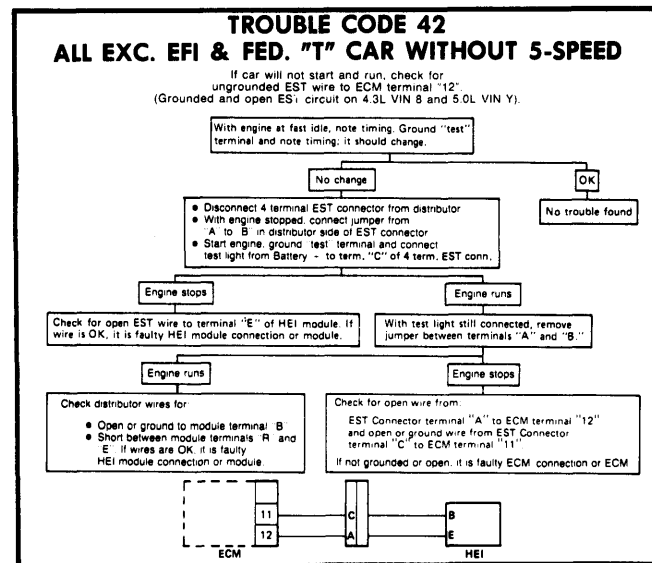 TROUBLE CODE 42
ALL EXC. EFI & FED. "T" CAR WITHOUT 5-SPEED
If car will not start and run, check for
ungrounded EST wire to ECM terminal "12".
(Grounded and open EST circuit on 4.3L VIN 8 and 5.0L VIN Y).
With engine at fast idle, note timing. Ground "test"
terminal and note timing; it should change.
No change
OK
● Disconnect 4 terminal EST connector from distributor
● With engine stopped, connect jumper from
"A" to "B" in distributor side of EST connector
● Start engine, ground "test" terminal and connect
test light from Battery - to term. "C" of 4 term. EST conn.
No trouble found
Engine stops
Engine runs
Check for open EST wire to terminal "E" of HEI module. If
wire is OK, it is faulty HEI module connection or module.
With test light still connected, remove
jumper between terminals "A" and "B."
Engine runs
Engine stops
Check distributor wires for:
● Open or ground to module terminal "B"
● Short between module terminals "R" and
"E". If wires are OK, it is faulty
HEI module connection or module.
Check for open wire from:
EST Connector terminal "A" to ECM terminal "12"
and open or ground wire from EST Connector
terminal "C" to ECM terminal "11".
If not grounded or open, it is faulty ECM connection or ECM
11 C B
12 A E
ECM HEI